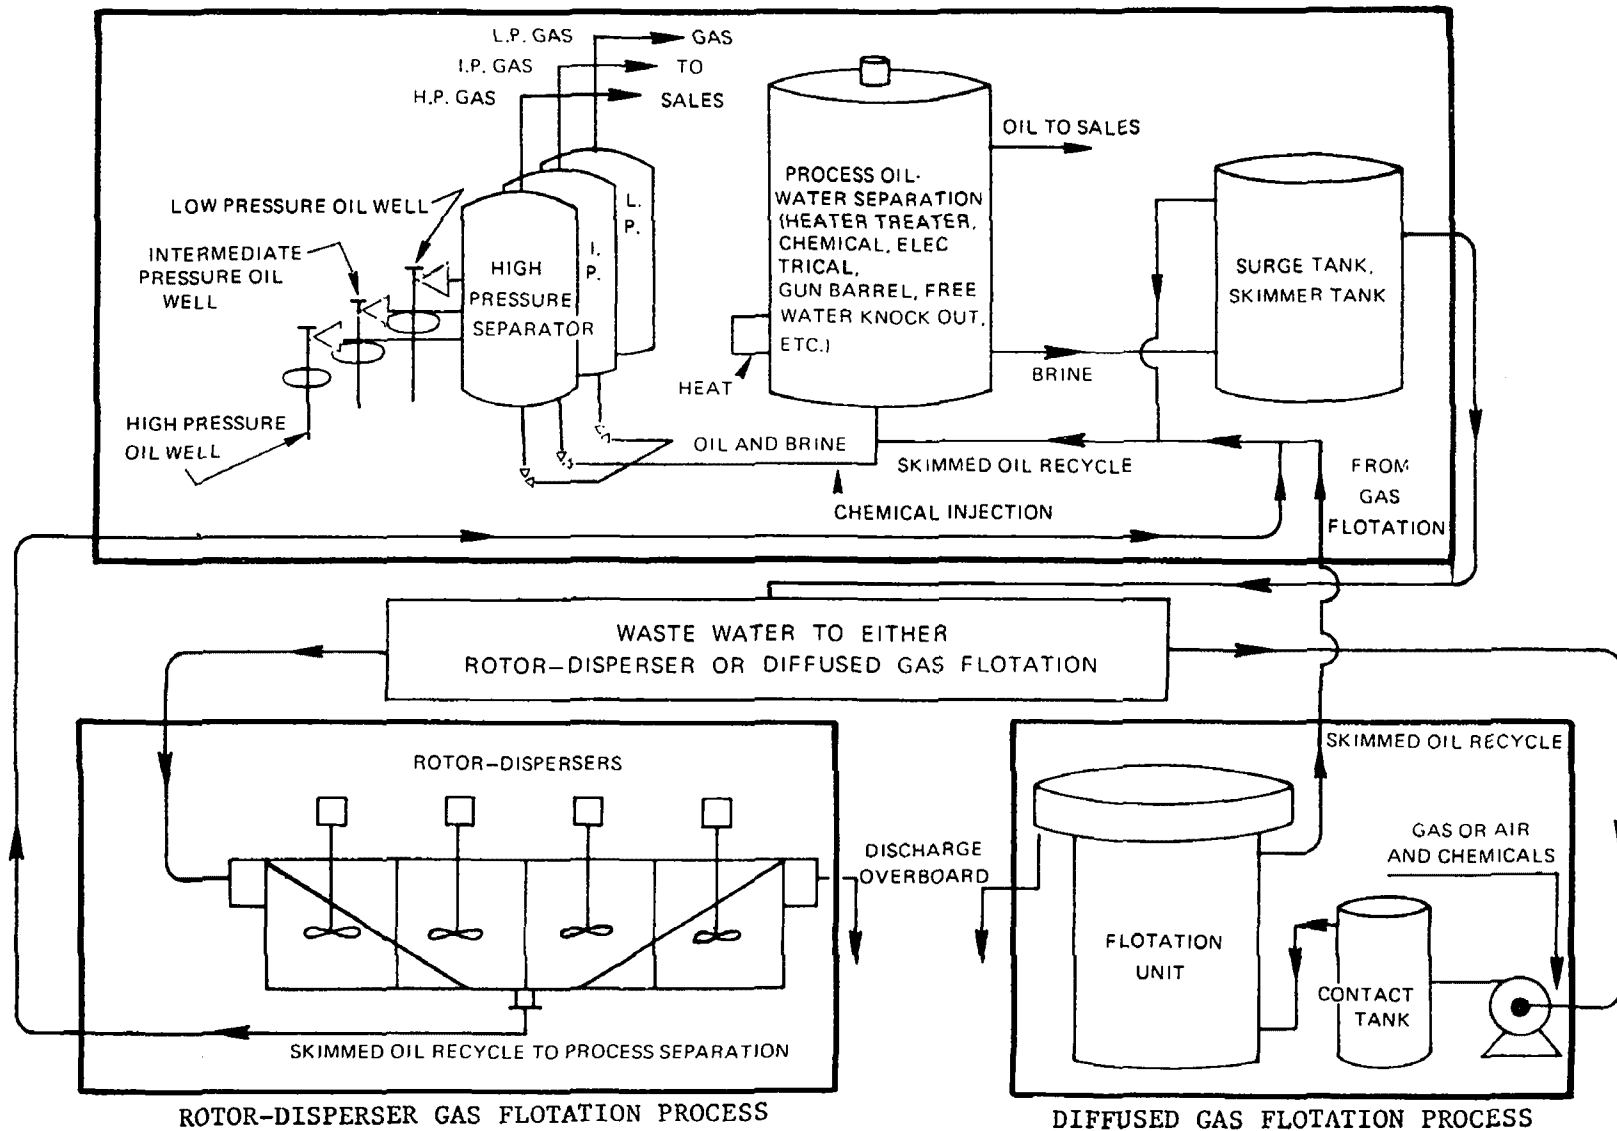 L.P. GAS
GAS
I.P. GAS
TO
H.P. GAS
SALES
OIL TO SALES
LOW PRESSURE OIL WELL
INTERMEDIATE
PRESSURE OIL
WELL
HIGH
PRESSURE
SEPARATOR
I.
P.
L.
P.
PROCESS OIL-
WATER SEPARATION
(HEATER TREATER,
CHEMICAL, ELEC
TRICAL,
GUN BARREL, FREE
WATER KNOCK OUT,
ETC.)
SURGE TANK,
SKIMMER TANK
HEAT
BRINE
HIGH PRESSURE
OIL WELL
OIL AND BRINE
SKIMMED OIL RECYCLE
CHEMICAL INJECTION
FROM
GAS
FLOTATION
WASTE WATER TO EITHER
ROTOR-DISPERSER OR DIFFUSED GAS FLOTATION
ROTOR-DISPERSERS
DISCHARGE
OVERBOARD
SKIMMED OIL RECYCLE TO PROCESS SEPARATION
ROTOR-DISPERSER GAS FLOTATION PROCESS
SKIMMED OIL RECYCLE
GAS OR AIR
AND CHEMICALS
FLOTATION
UNIT
CONTACT
TANK
DIFFUSED GAS FLOTATION PROCESS